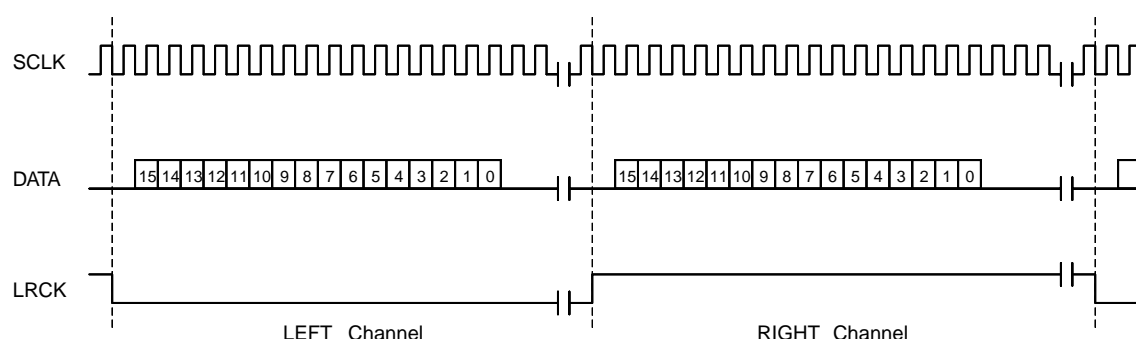 SCLK
DATA 15 14 13 12 11 10 9 8 7 6 5 4 3 2 1 0 15 14 13 12 11 10 9 8 7 6 5 4 3 2 1 0
LRCK
LEFT Channel RIGHT Channel